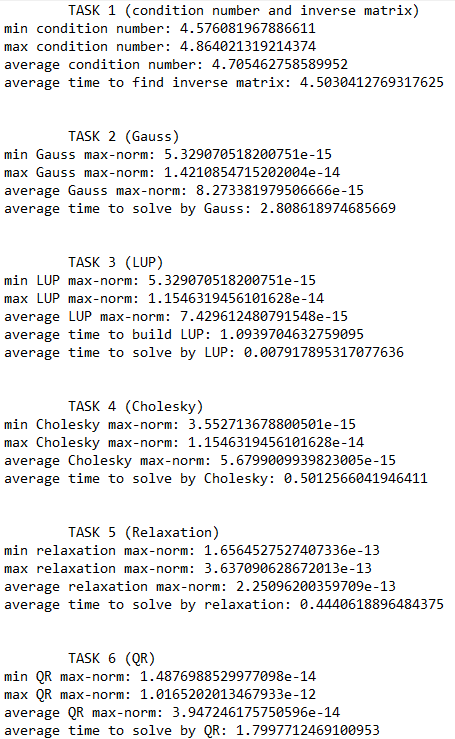 TASK 1 (condition number and inverse matrix)
min condition number: 4.576081967886611
max condition number: 4.864021319214374
average condition number: 4.705462758589952
average time to find inverse matrix: 4.5030412769317625
TASK 2 (Gauss)
min Gauss max-norm: 5.329070518200751e-15
max Gauss max-norm: 1.4210854715202004e-14
average Gauss max-norm: 8.273381979506666e-15
average time to solve by Gauss: 2.808618974685669
TASK 3 (LUP)
min LUP max-norm: 5.329070518200751e-15
max LUP max-norm: 1.1546319456101628e-14
average LUP max-norm: 7.429612480791548e-15
average time to build LUP: 1.0939704632759095
average time to solve by LUP: 0.007917895317077636
TASK 4 (Cholesky)
min Cholesky max-norm: 3.552713678800501e-15
max Cholesky max-norm: 1.1546319456101628e-14
average Cholesky max-norm: 5.6799009939823005e-15
average time to solve by Cholesky: 0.5012566041946411
TASK 5 (Relaxation)
min relaxation max-norm: 1.6564527527407336e-13
max relaxation max-norm: 3.637090628672013e-13
average relaxation max-norm: 2.25096200359709e-13
average time to solve by relaxation: 0.4440618896484375
TASK 6 (QR)
min QR max-norm: 1.4876988529977098e-14
max QR max-norm: 1.0165202013467933e-12
average QR max-norm: 3.947246175750596e-14
average time to solve by QR: 1.7997712469100953